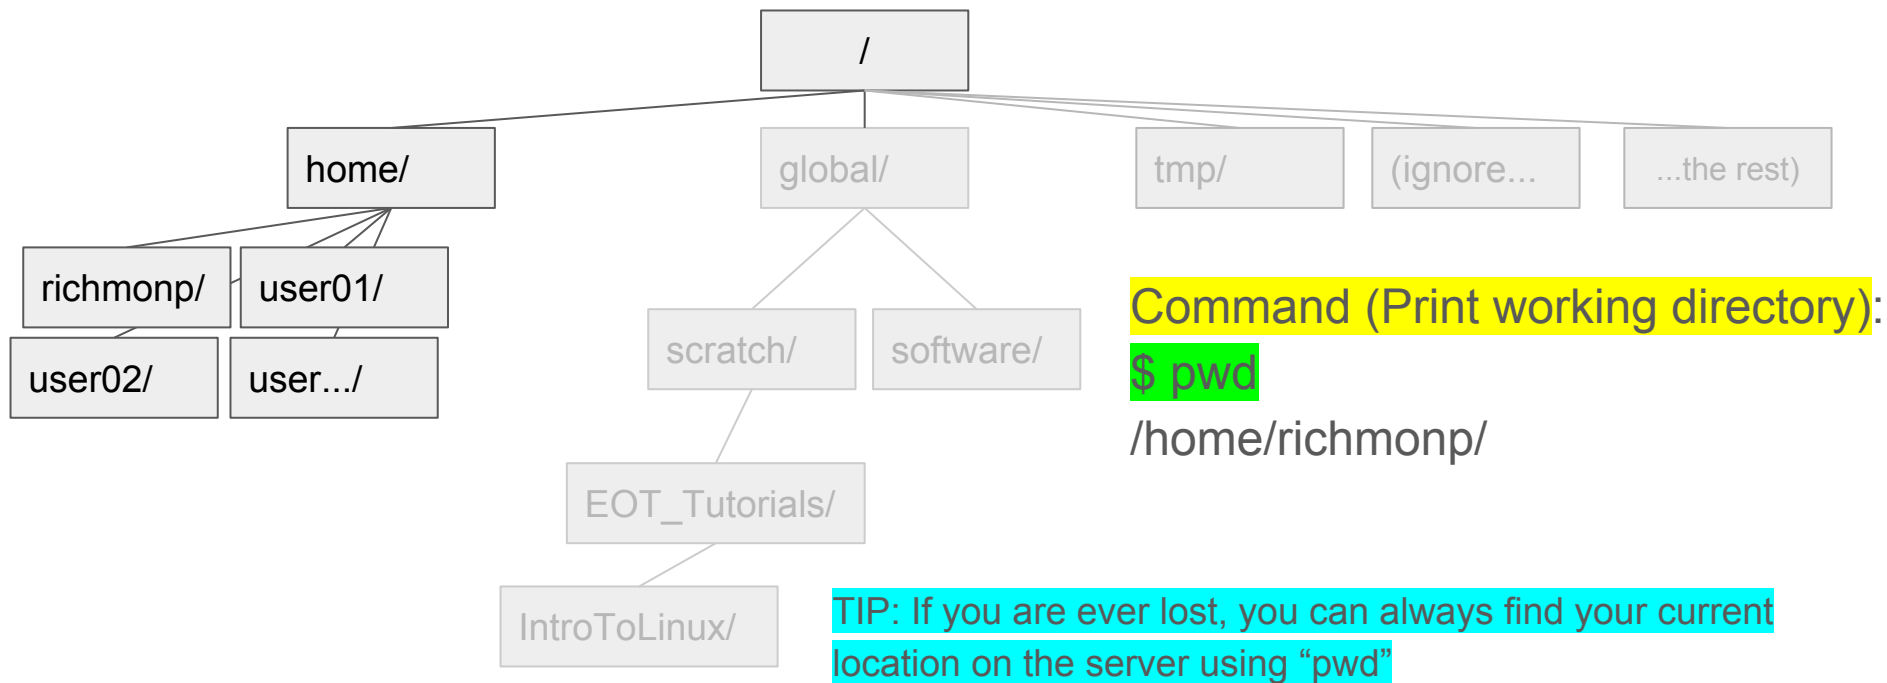 /
home/
global/
tmp/
(ignore...
...the rest)
richmonp/
user01/
user02/
user.../
scratch/
software/
EOT_Tutorials/
IntroToLinux/
Command (Print working directory):
$ pwd
/home/richmonp/
TIP: If you are ever lost, you can always find your current
location on the server using “pwd”